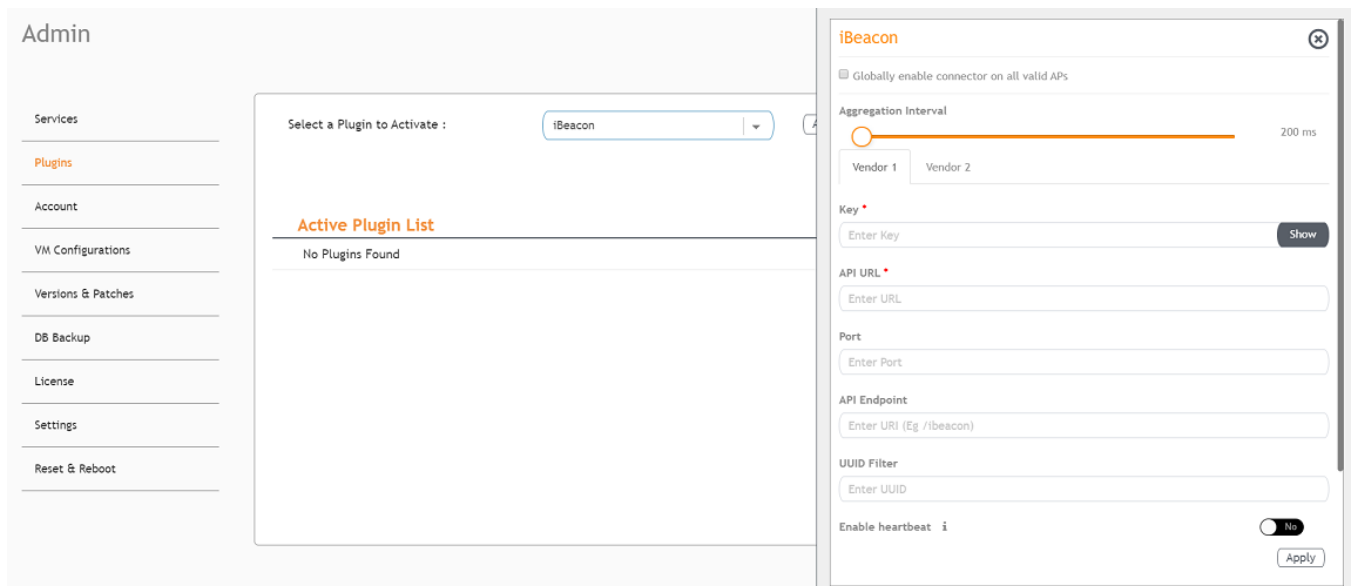 Admin
Services
Plugins
Account
VM Configurations
Versions & Patches
DB Backup
License
Settings
Reset & Reboot
Select a Plugin to Activate :
iBeacon
Active Plugin List
No Plugins Found
iBeacon
Globally enable connector on all valid APs
Aggregation Interval
200 ms
Vendor 1 Vendor 2
Key *
Enter Key Show
API URL *
Enter URL
Port
Enter Port
API Endpoint
Enter URI (Eg /ibeacon)
UUID Filter
Enter UUID
Enable heartbeat i No
Apply